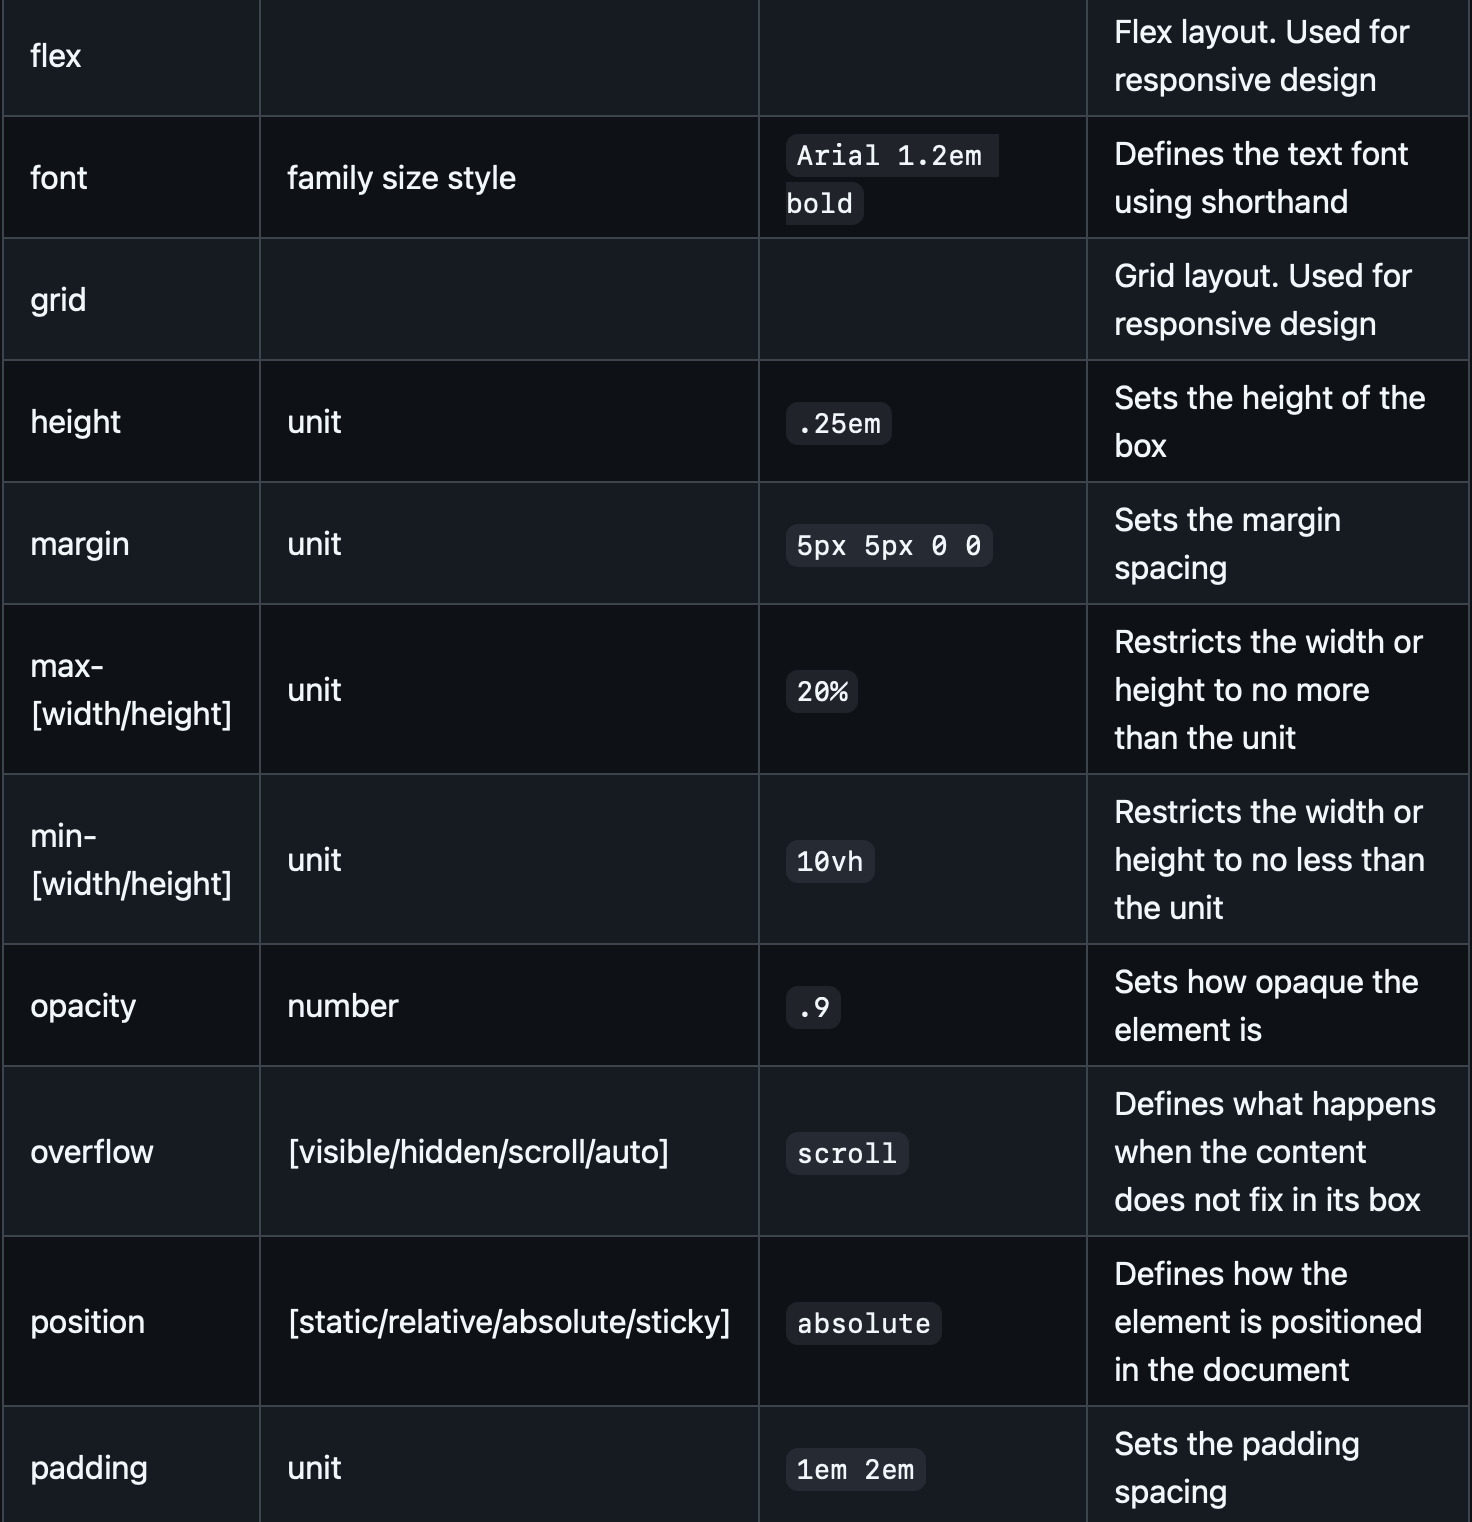 flex
Flex layout. Used for
responsive design
font
family size style
Arial 1.2em
bold
Defines the text font
using shorthand
grid
Grid layout. Used for
responsive design
height
unit
.25em
Sets the height of the
box
margin
unit
5px 5px 0 0
Sets the margin
spacing
max-
[width/height]
unit
20%
Restricts the width or
height to no more
than the unit
min-
[width/height]
unit
10vh
Restricts the width or
height to no less than
the unit
opacity
number
.9
Sets how opaque the
element is
overflow
[visible/hidden/scroll/auto]
scroll
Defines what happens
when the content
does not fix in its box
position
[static/relative/absolute/sticky]
absolute
Defines how the
element is positioned
in the document
padding
unit
1em 2em
Sets the padding
spacing